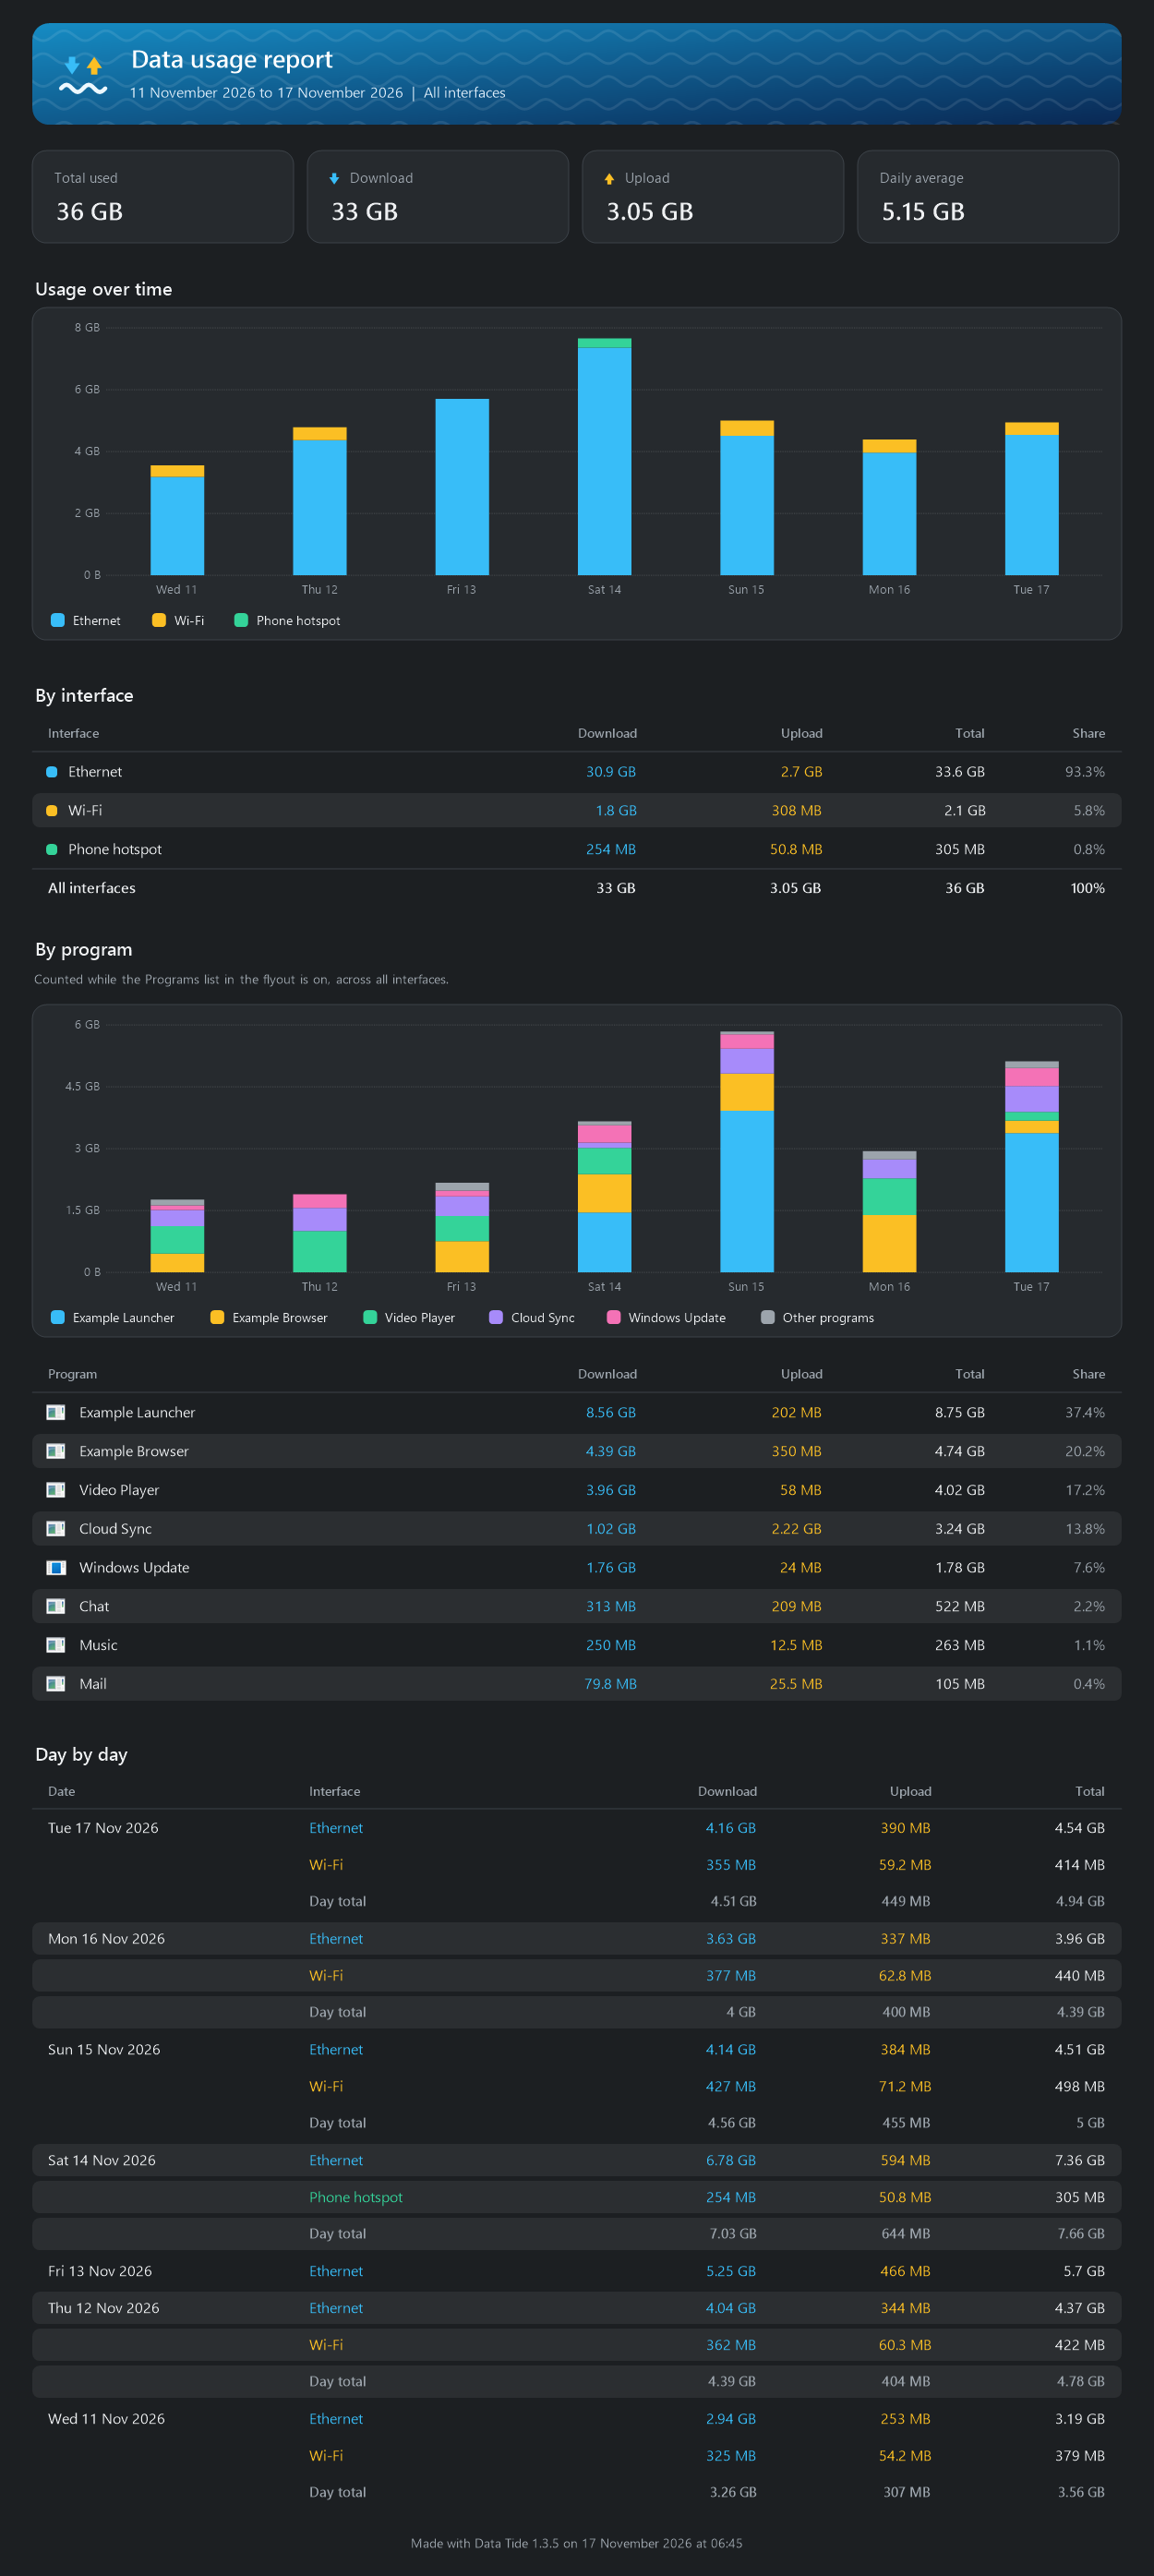 Data usage report
11 November 2026 to 17 November 2026 | All interfaces
Total used
36 GB
Download
33 GB
Upload
3.05 GB
Daily average
5.15 GB
Usage over time
8 GB
6 GB
4 GB
2 GB
0 B
Wed 11 Thu 12 Fri 13 Sat 14 Sun 15 Mon 16 Tue 17
Ethernet Wi-Fi Phone hotspot
By interface
Interface Download Upload Total Share
Ethernet 30.9 GB 2.7 GB 33.6 GB 93.3%
Wi-Fi 1.8 GB 308 MB 2.1 GB 5.8%
Phone hotspot 254 MB 50.8 MB 305 MB 0.8%
All interfaces 33 GB 3.05 GB 36 GB 100%
By program
Counted while the Programs list in the flyout is on, across all interfaces.
6 GB
4.5 GB
3 GB
1.5 GB
0 B
Wed 11 Thu 12 Fri 13 Sat 14 Sun 15 Mon 16 Tue 17
Example Launcher Example Browser Video Player Cloud Sync Windows Update Other programs
Program Download Upload Total Share
Example Launcher 8.56 GB 202 MB 8.75 GB 37.4%
Example Browser 4.39 GB 350 MB 4.74 GB 20.2%
Video Player 3.96 GB 58 MB 4.02 GB 17.2%
Cloud Sync 1.02 GB 2.22 GB 3.24 GB 13.8%
Windows Update 1.76 GB 24 MB 1.78 GB 7.6%
Chat 313 MB 209 MB 522 MB 2.2%
Music 250 MB 12.5 MB 263 MB 1.1%
Mail 79.8 MB 25.5 MB 105 MB 0.4%
Day by day
Date Interface Download Upload Total
Tue 17 Nov 2026 Ethernet 4.16 GB 390 MB 4.54 GB
Wi-Fi 355 MB 59.2 MB 414 MB
Day total 4.51 GB 449 MB 4.94 GB
Mon 16 Nov 2026 Ethernet 3.63 GB 337 MB 3.96 GB
Wi-Fi 377 MB 62.8 MB 440 MB
Day total 4 GB 400 MB 4.39 GB
Sun 15 Nov 2026 Ethernet 4.14 GB 384 MB 4.51 GB
Wi-Fi 427 MB 71.2 MB 498 MB
Day total 4.56 GB 455 MB 5 GB
Sat 14 Nov 2026 Ethernet 6.78 GB 594 MB 7.36 GB
Phone hotspot 254 MB 50.8 MB 305 MB
Day total 7.03 GB 644 MB 7.66 GB
Fri 13 Nov 2026 Ethernet 5.25 GB 466 MB 5.7 GB
Thu 12 Nov 2026 Ethernet 4.04 GB 344 MB 4.37 GB
Wi-Fi 362 MB 60.3 MB 422 MB
Day total 4.39 GB 404 MB 4.78 GB
Wed 11 Nov 2026 Ethernet 2.94 GB 253 MB 3.19 GB
Wi-Fi 325 MB 54.2 MB 379 MB
Day total 3.26 GB 307 MB 3.56 GB
Made with Data Tide 1.3.5 on 17 November 2026 at 06:45